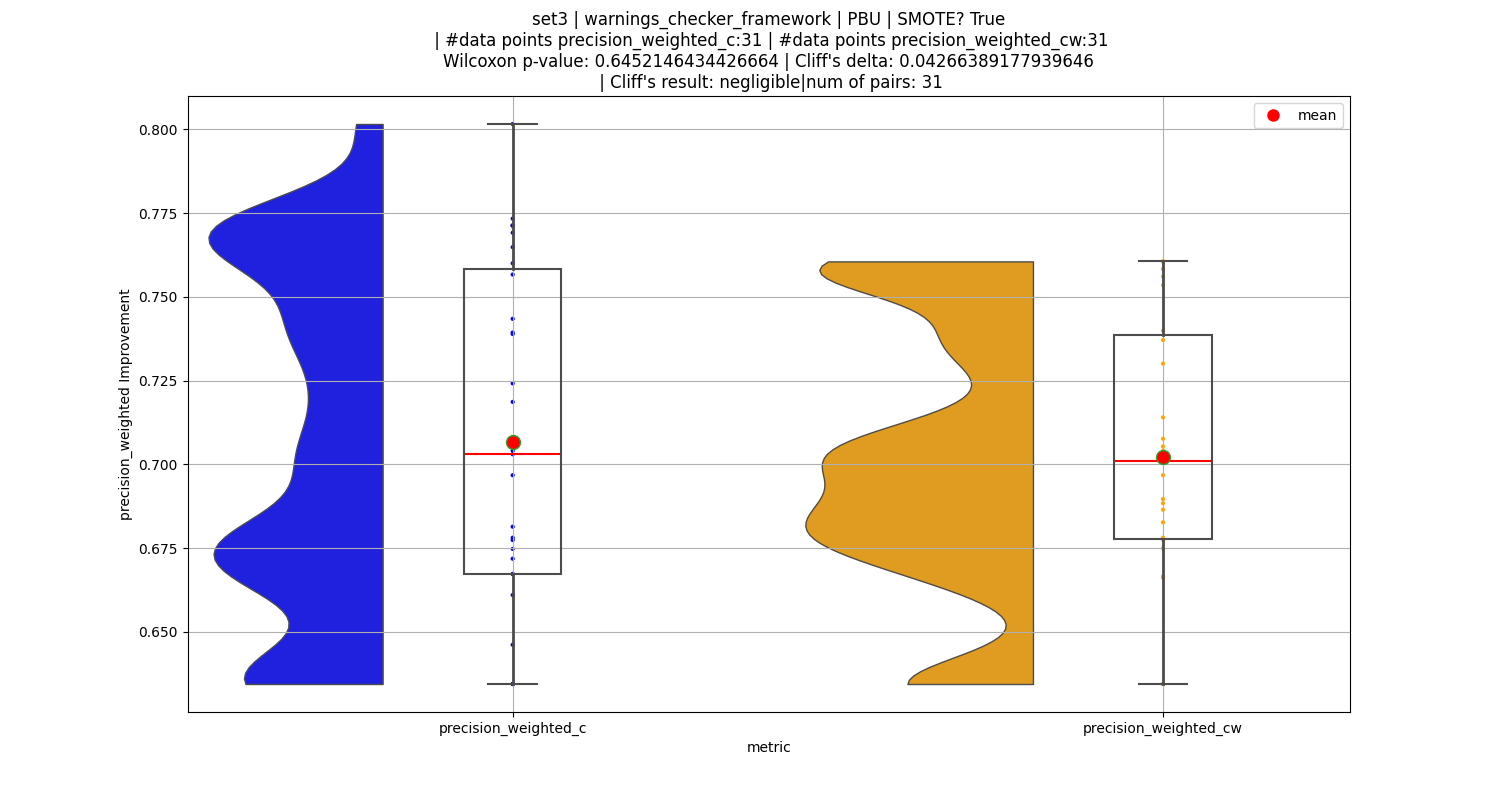 set3 | warnings_checker_framework | PBU | SMOTE? True
| #data points precision_weighted_c:31 | #data points precision_weighted_cw:31
Wilcoxon p-value: 0.6452146434426664 | Cliff's delta: 0.04266389177939646
| Cliff's result: negligible|num of pairs: 31
mean
0.800
0.775
0.750
0.725
0.700
0.675
0.650
precision_weighted Improvement
precision_weighted_c
precision_weighted_cw
metric